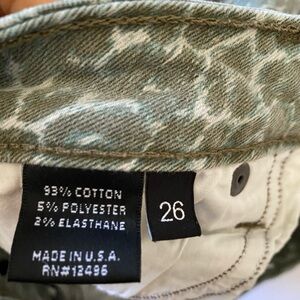 93% COTTON
5% POLYESTER
2% ELASTHANE
26
MADE IN U.S.A.
RN#12496